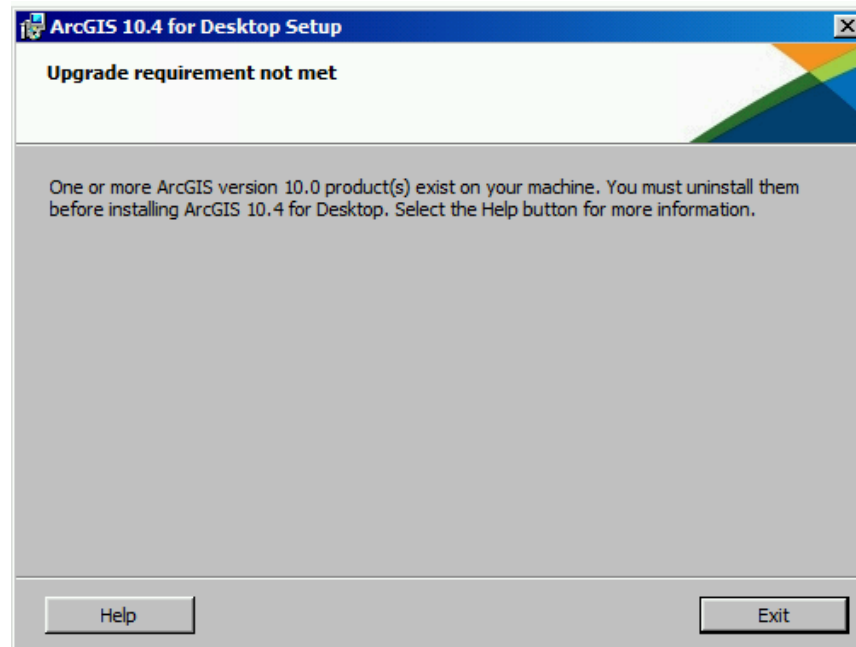 ArcGIS 10.4 for Desktop Setup
Upgrade requirement not met
One or more ArcGIS version 10.0 product(s) exist on your machine. You must uninstall them
before installing ArcGIS 10.4 for Desktop. Select the Help button for more information.
Help
Exit